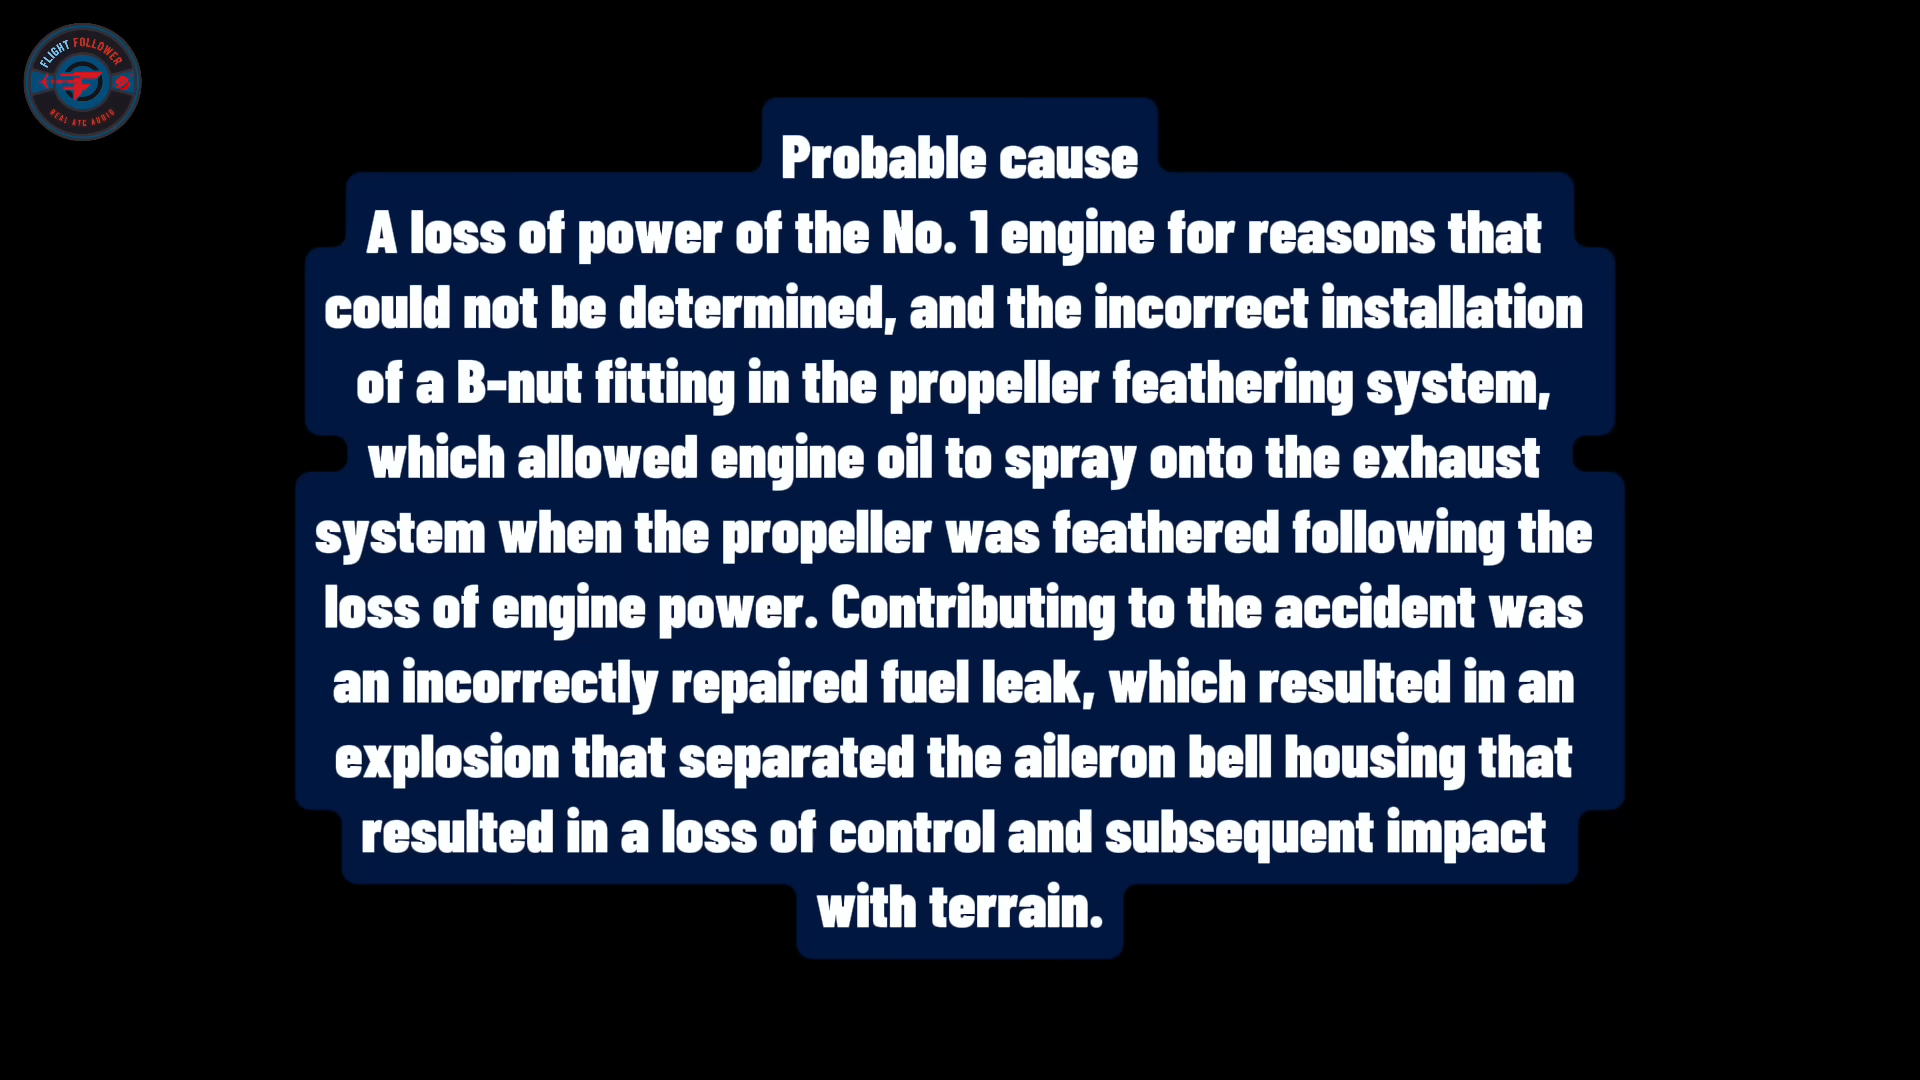 FLIGHT FOLLOWER
REAL ATC AUDIO
Probable cause
A loss of power of the No. 1 engine for reasons that
could not be determined, and the incorrect installation
of a B-nut fitting in the propeller feathering system,
which allowed engine oil to spray onto the exhaust
system when the propeller was feathered following the
loss of engine power. Contributing to the accident was
an incorrectly repaired fuel leak, which resulted in an
explosion that separated the aileron bell housing that
resulted in a loss of control and subsequent impact
with terrain.